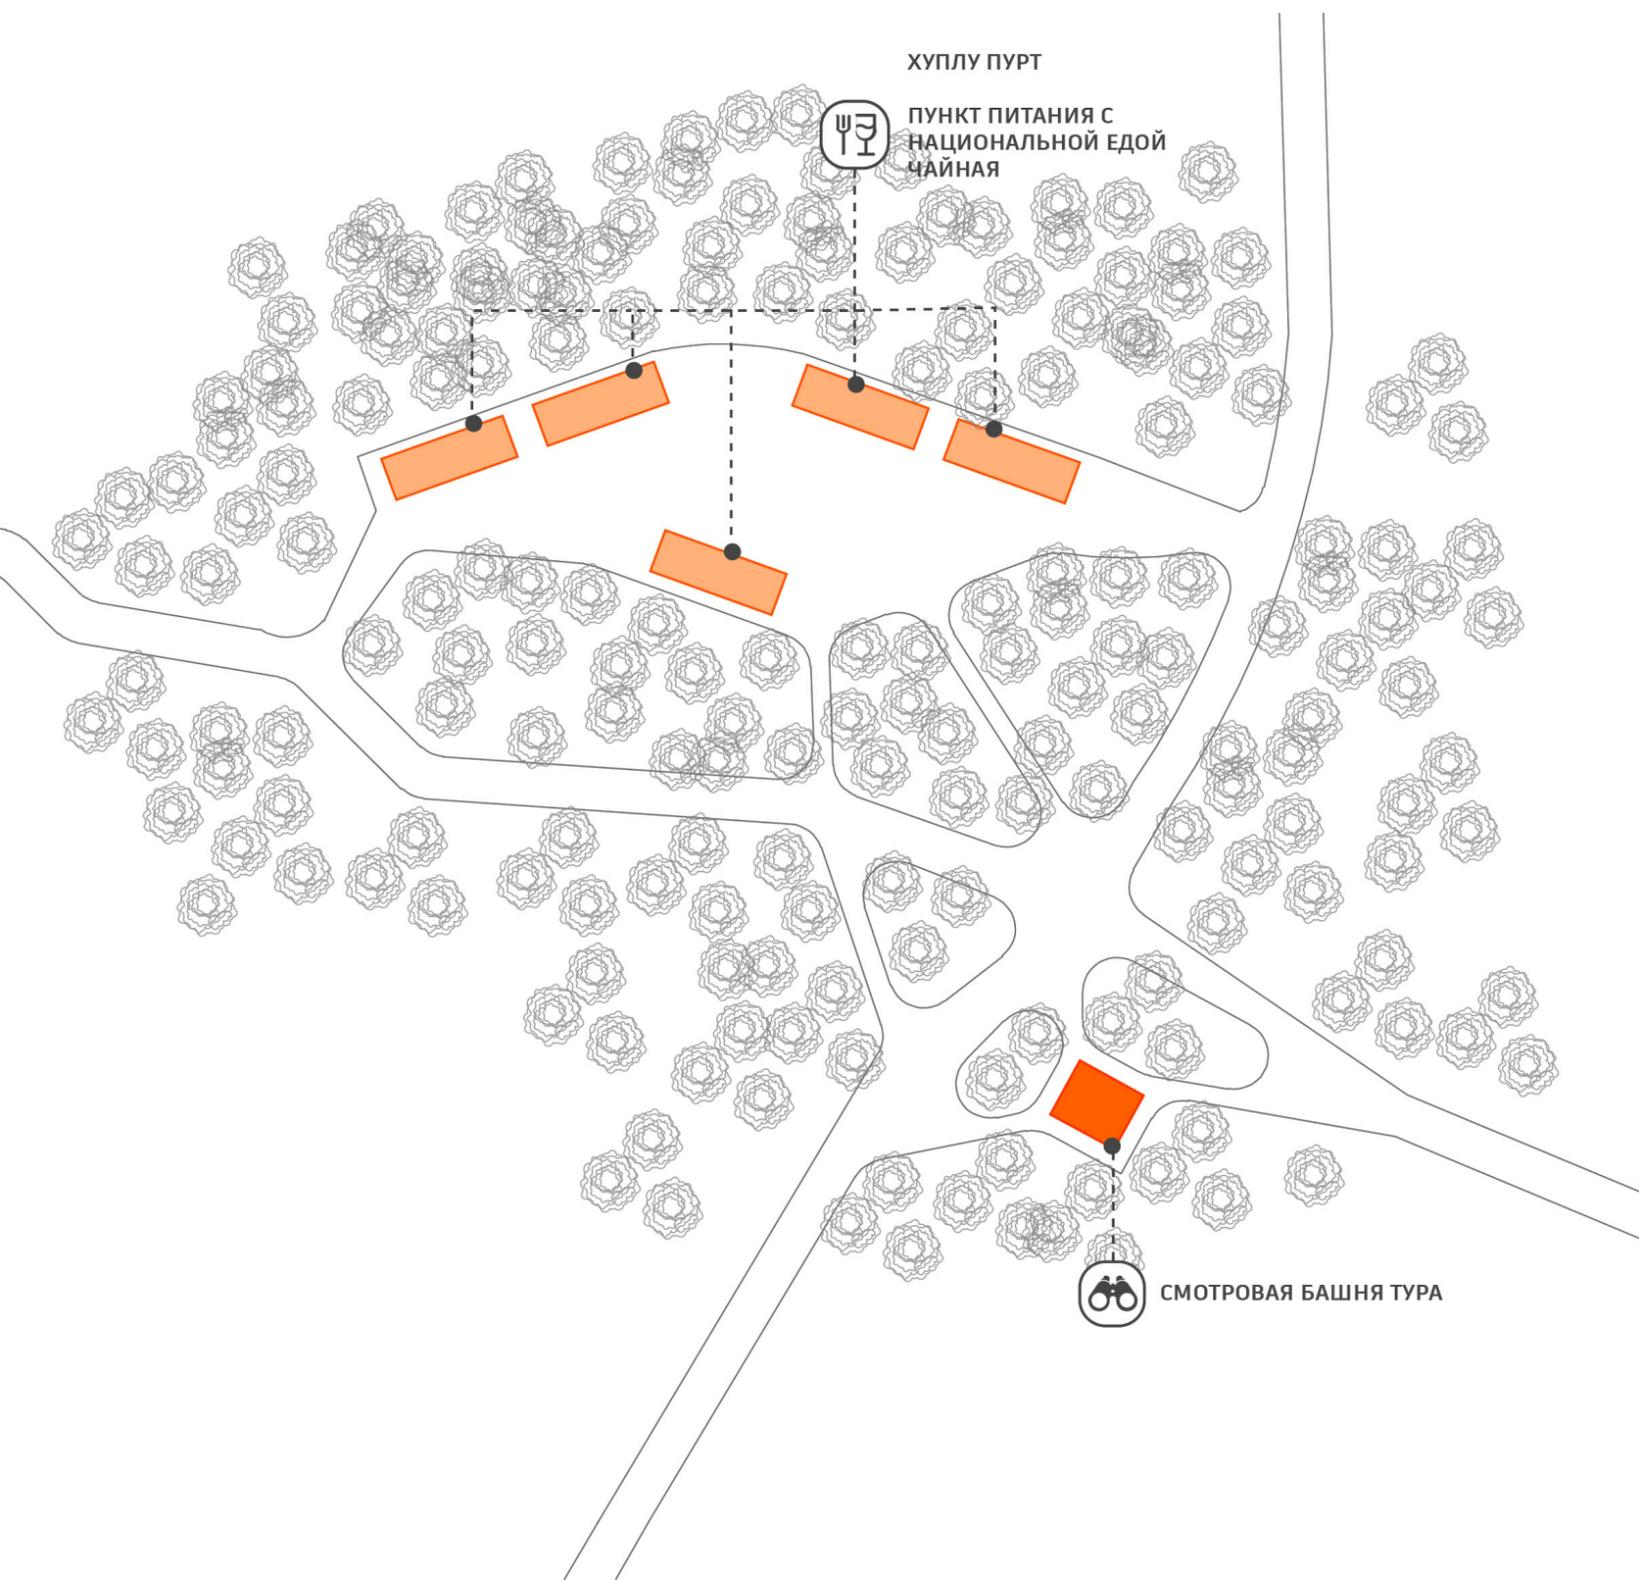 ХУПЛУ ПУРТ
ПУНКТ ПИТАНИЯ С
НАЦИОНАЛЬНОЙ ЕДОЙ
ЧАЙНАЯ
СМОТРОВАЯ БАШНЯ ТУРА